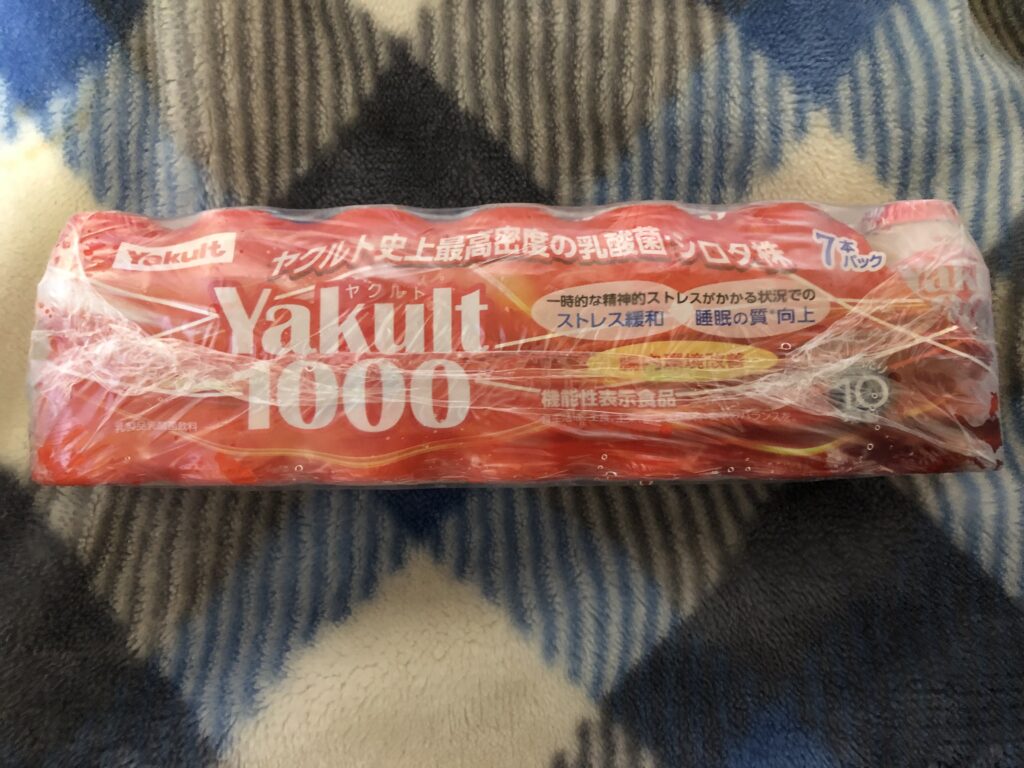 Yakult
ヤクルト史上最高密度の乳酸菌 シロタ株
7本パック
ヤクルト
Yakult
1000
一時的な精神的ストレスがかかる状況での
ストレス緩和 睡眠の質 向上
機能性表示食品
乳製品乳酸菌飲料
10